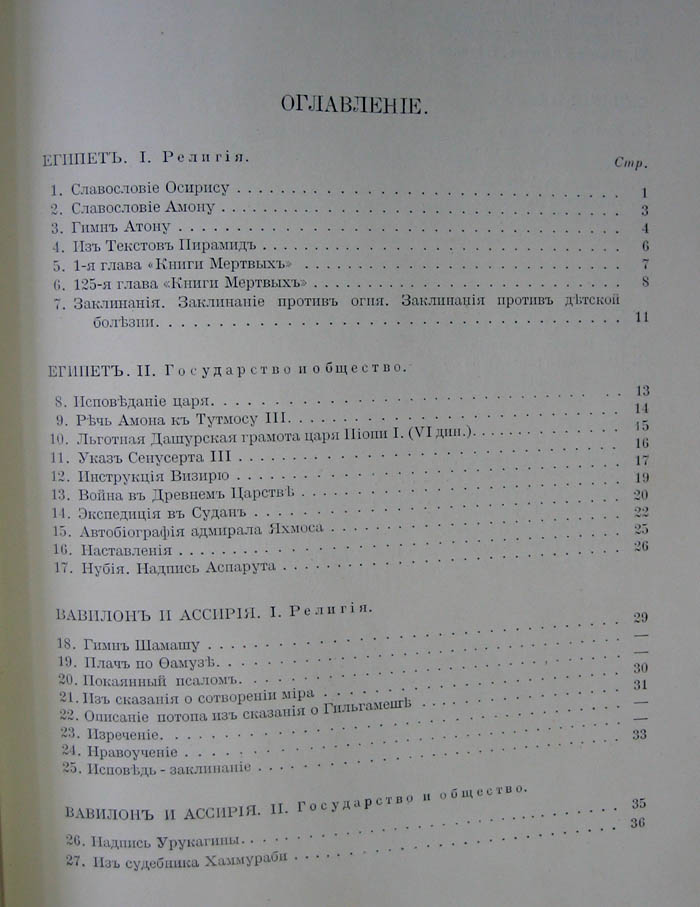 ОГЛАВЛЕНІЕ.
ЕГИПЕТЪ. I. Религія. Стр.
1. Славословіе Осирису . . . . . . . . . . 1
2. Славословіе Амону . . . . . . . . . . 3
3. Гимнъ Атону . . . . . . . . . . 4
4. Изъ Текстовъ Пирамидъ . . . . . . . . . . 6
5. 1-я глава «Книги Мертвыхъ» . . . . . . . . . . 7
6. 125-я глава «Книги Мертвыхъ» . . . . . . . . . . 8
7. Заклинанія. Заклинаніе противъ огня. Заклинанія противъ дѣтской
болѣзни. . . . . . . . . . . 11
ЕГИПЕТЪ. II. Государство и общество.
8. Исповѣданіе царя. . . . . . . . . . . 13
9. Рѣчь Амона къ Тутмосу III. . . . . . . . . . . 14
10. Льготная Дашурская грамота царя Піопи I. (VI дин.). . . . . . . . . . . 15
11. Указъ Сенусерта III . . . . . . . . . . 16
12. Инструкція Визирю . . . . . . . . . . 17
13. Война въ Древнемъ Царствѣ . . . . . . . . . . 19
14. Экспедиція въ Суданъ . . . . . . . . . . 20
15. Автобіографія адмирала Яхмоса . . . . . . . . . . 22
16. Наставленія . . . . . . . . . . 25
17. Нубія. Надпись Аспарута . . . . . . . . . . 26
ВАВИЛОНЪ И АССИРІЯ. I. Религія.
18. Гимнъ Шамашу . . . . . . . . . . 29
19. Плачъ по Ѳамузѣ. . . . . . . . . . . —
20. Покаянный псаломъ. . . . . . . . . . . —
21. Изъ сказанія о сотвореніи міра . . . . . . . . . . 30
22. Описаніе потопа изъ сказанія о Гильгамешѣ . . . . . . . . . . 31
23. Изреченіе. . . . . . . . . . . —
24. Нравоученіе . . . . . . . . . . —
25. Исповѣдь - заклинаніе . . . . . . . . . . 33
ВАВИЛОНЪ И АССИРІЯ. II. Государство и общество.
26. Надпись Урукагины. . . . . . . . . . . 35
27. Изъ судебника Хаммураби . . . . . . . . . . 36